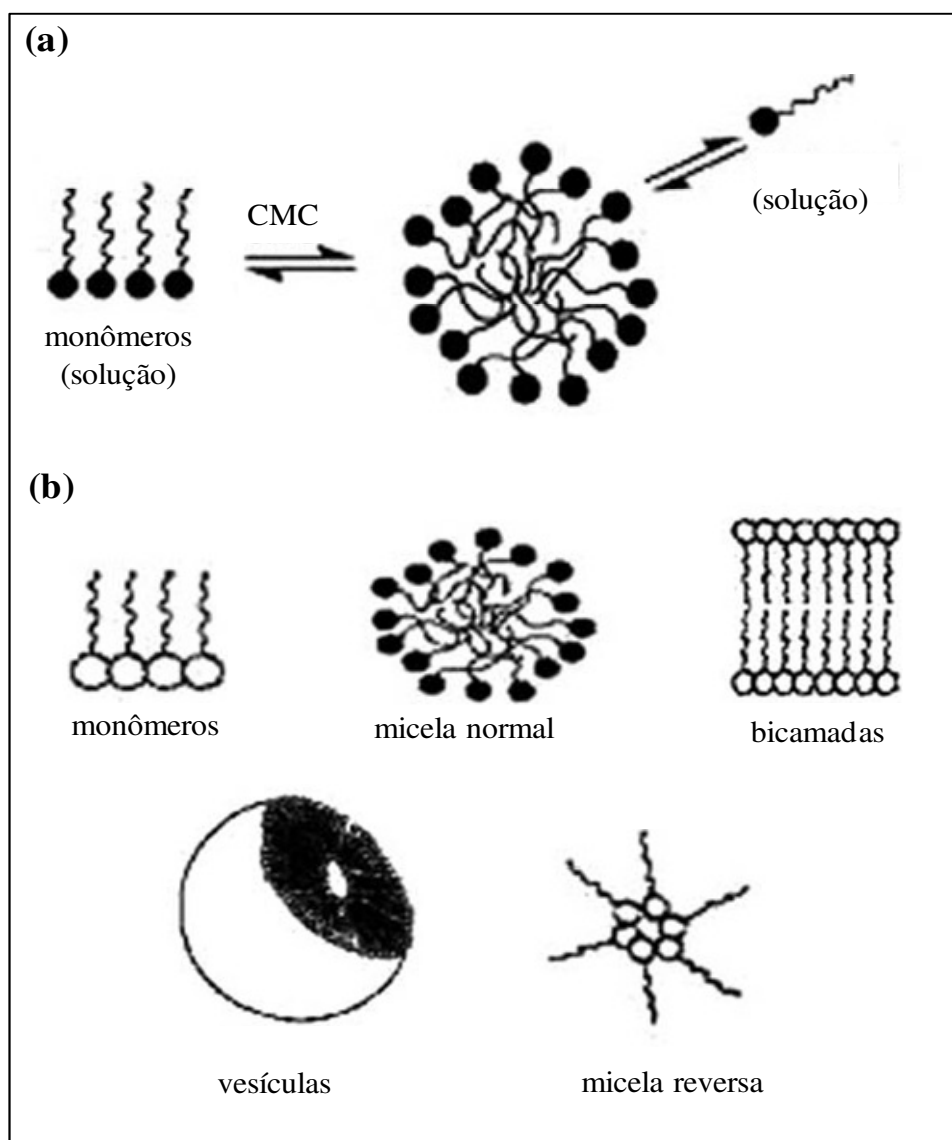 (a)
CMC
monômeros
(solução)
(solução)
(b)
monômeros
micela normal
bicamadas
vesículas
micela reversa